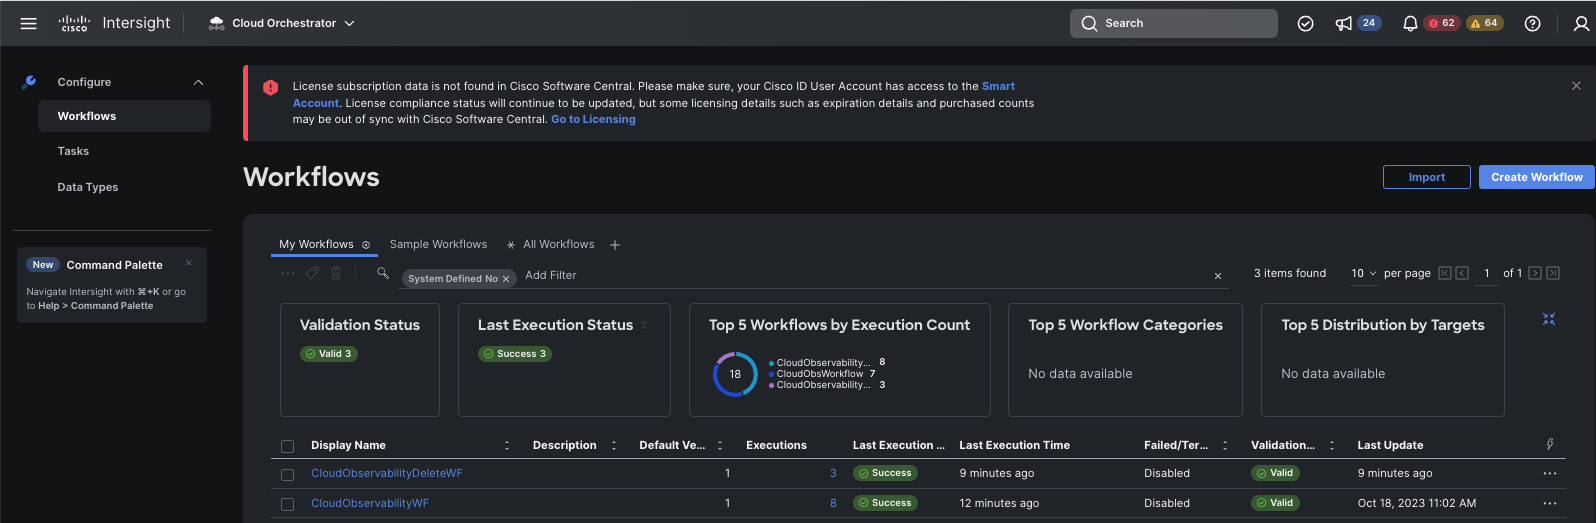 cisco Intersight Cloud Orchestrator Search 24 62 64
Configure
Workflows
Tasks
Data Types
New Command Palette
Navigate Intersight with ⌘+K or go
to Help > Command Palette
License subscription data is not found in Cisco Software Central. Please make sure, your Cisco ID User Account has access to the Smart
Account. License compliance status will continue to be updated, but some licensing details such as expiration details and purchased counts
may be out of sync with Cisco Software Central. Go to Licensing
Workflows Import Create Workflow
My Workflows Sample Workflows All Workflows
System Defined No Add Filter 3 items found 10 per page 1 of 1
Validation Status
Valid 3
Last Execution Status
Success 3
Top 5 Workflows by Execution Count
18
CloudObservability... 8
CloudObsWorkflow 7
CloudObservability... 3
Top 5 Workflow Categories
No data available
Top 5 Distribution by Targets
No data available
Display Name Description Default Ve... Executions Last Execution ... Last Execution Time Failed/Ter... Validation... Last Update
CloudObservabilityDeleteWF 1 3 Success 9 minutes ago Disabled Valid 9 minutes ago
CloudObservabilityWF 1 8 Success 12 minutes ago Disabled Valid Oct 18, 2023 11:02 AM